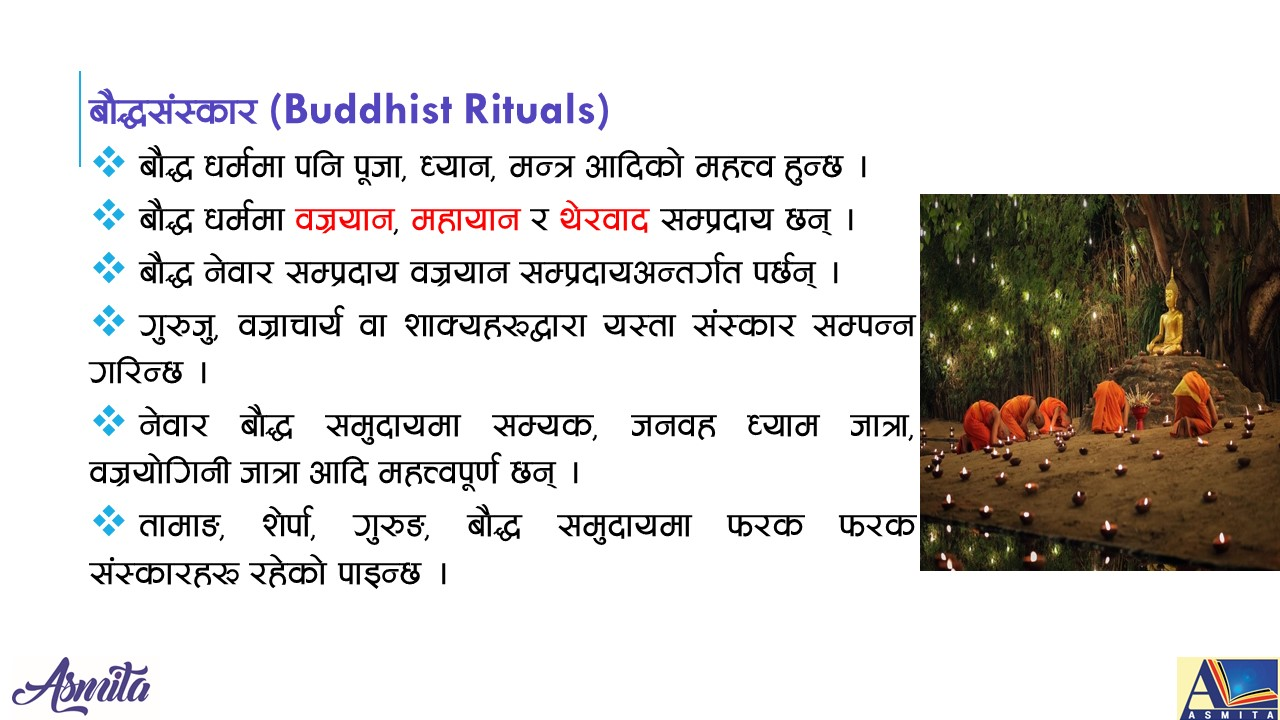 बौद्धसंस्कार (Buddhist Rituals)
❖ बौद्ध धर्ममा पनि पूजा, ध्यान, मन्त्र आदिको महत्त्व हुन्छ ।
❖ बौद्ध धर्ममा वज्रयान, महायान र थेरवाद सम्प्रदाय छन् ।
❖ बौद्ध नेवार सम्प्रदाय वज्रयान सम्प्रदायअन्तर्गत पर्छन् ।
❖ गुरुजु, वज्राचार्य वा शाक्यहरूद्वारा यस्ता संस्कार सम्पन्न
गरिन्छ ।
❖ नेवार बौद्ध समुदायमा सम्यक, जनवह ध्याम जात्रा,
वज्रयोगिनी जात्रा आदि महत्त्वपूर्ण छन् ।
❖ तामाङ, शेर्पा, गुरुङ, बौद्ध समुदायमा फरक फरक
संस्कारहरू रहेको पाइन्छ ।
Asmita
ASMITA